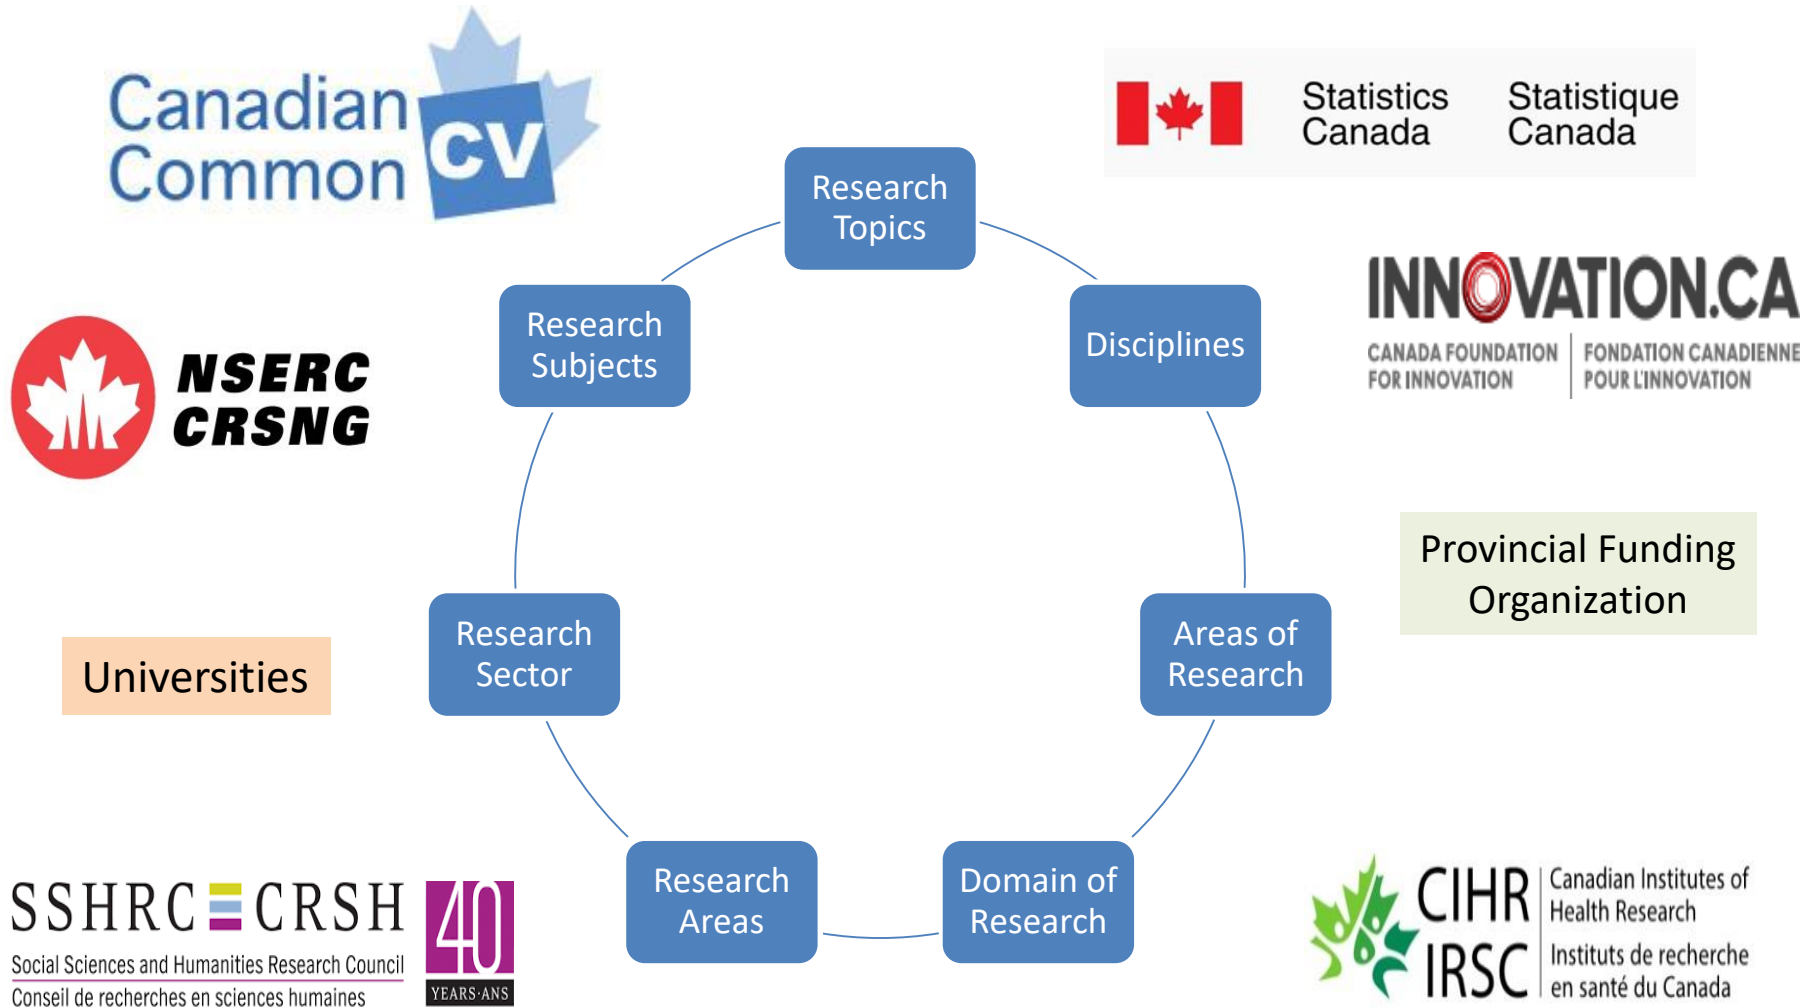 Canadian
Common
CV
Statistics
Canada
Statistique
Canada
Research
Topics
INNOVATION.CA
CANADA FOUNDATION
FOR INNOVATION
FONDATION CANADIENNE
POUR L'INNOVATION
Research
Subjects
Disciplines
NSERC
CRSNG
Provincial Funding
Organization
Research
Sector
Areas of
Research
Universities
Research
Areas
Domain of
Research
SSHRC CRSH
Social Sciences and Humanities Research Council
Conseil de recherches en sciences humaines
40
YEARS·ANS
CIHR
IRSC
Canadian Institutes of
Health Research
Instituts de recherche
en santé du Canada